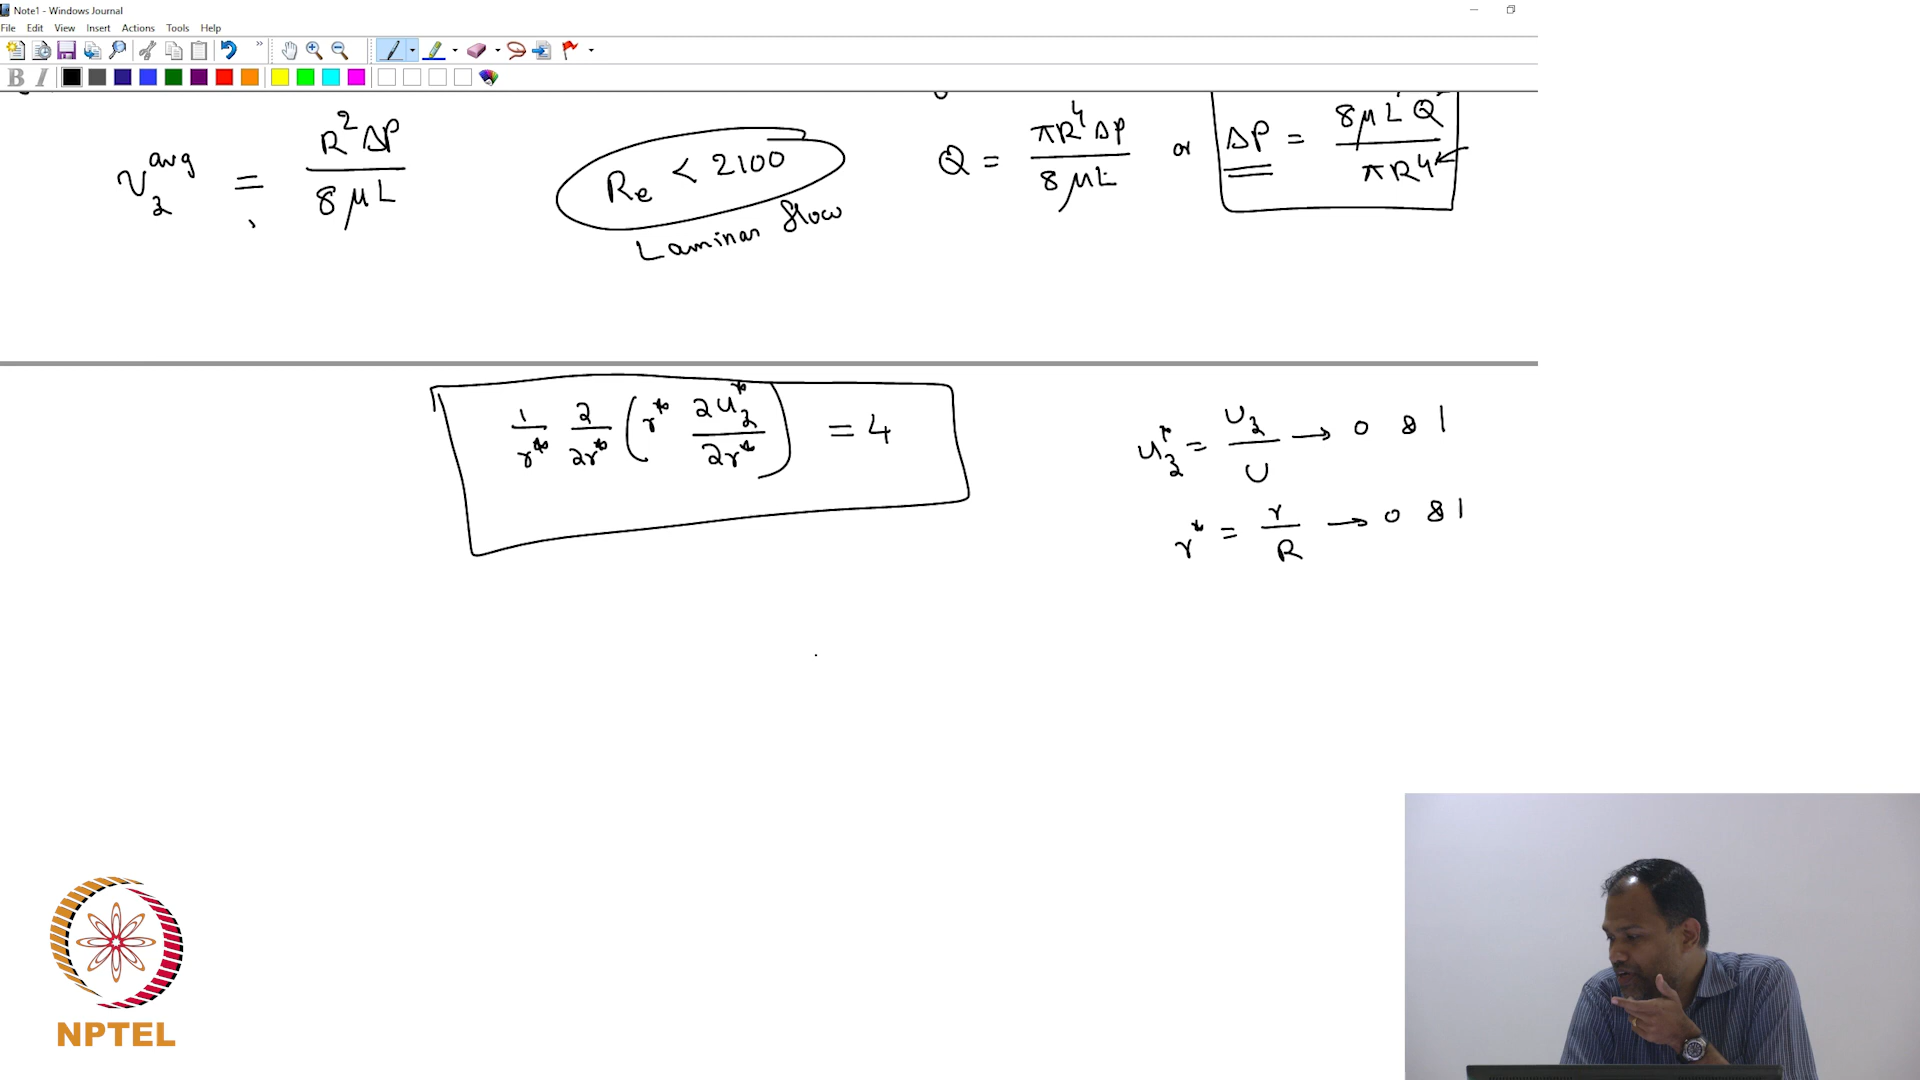 Note1 - Windows Journal
File Edit View Insert Actions Tools Help
B I
v_z^avg = R²ΔP / 8μL
Re < 2100
Laminar flow
Q = πR⁴ΔP / 8μL or ΔP = 8μLQ / πR⁴
1/r* ∂/∂r* (r* ∂u_z*/∂r*) = 4
u_z* = u_z / U → 0 & 1
r* = r / R → 0 & 1
NPTEL